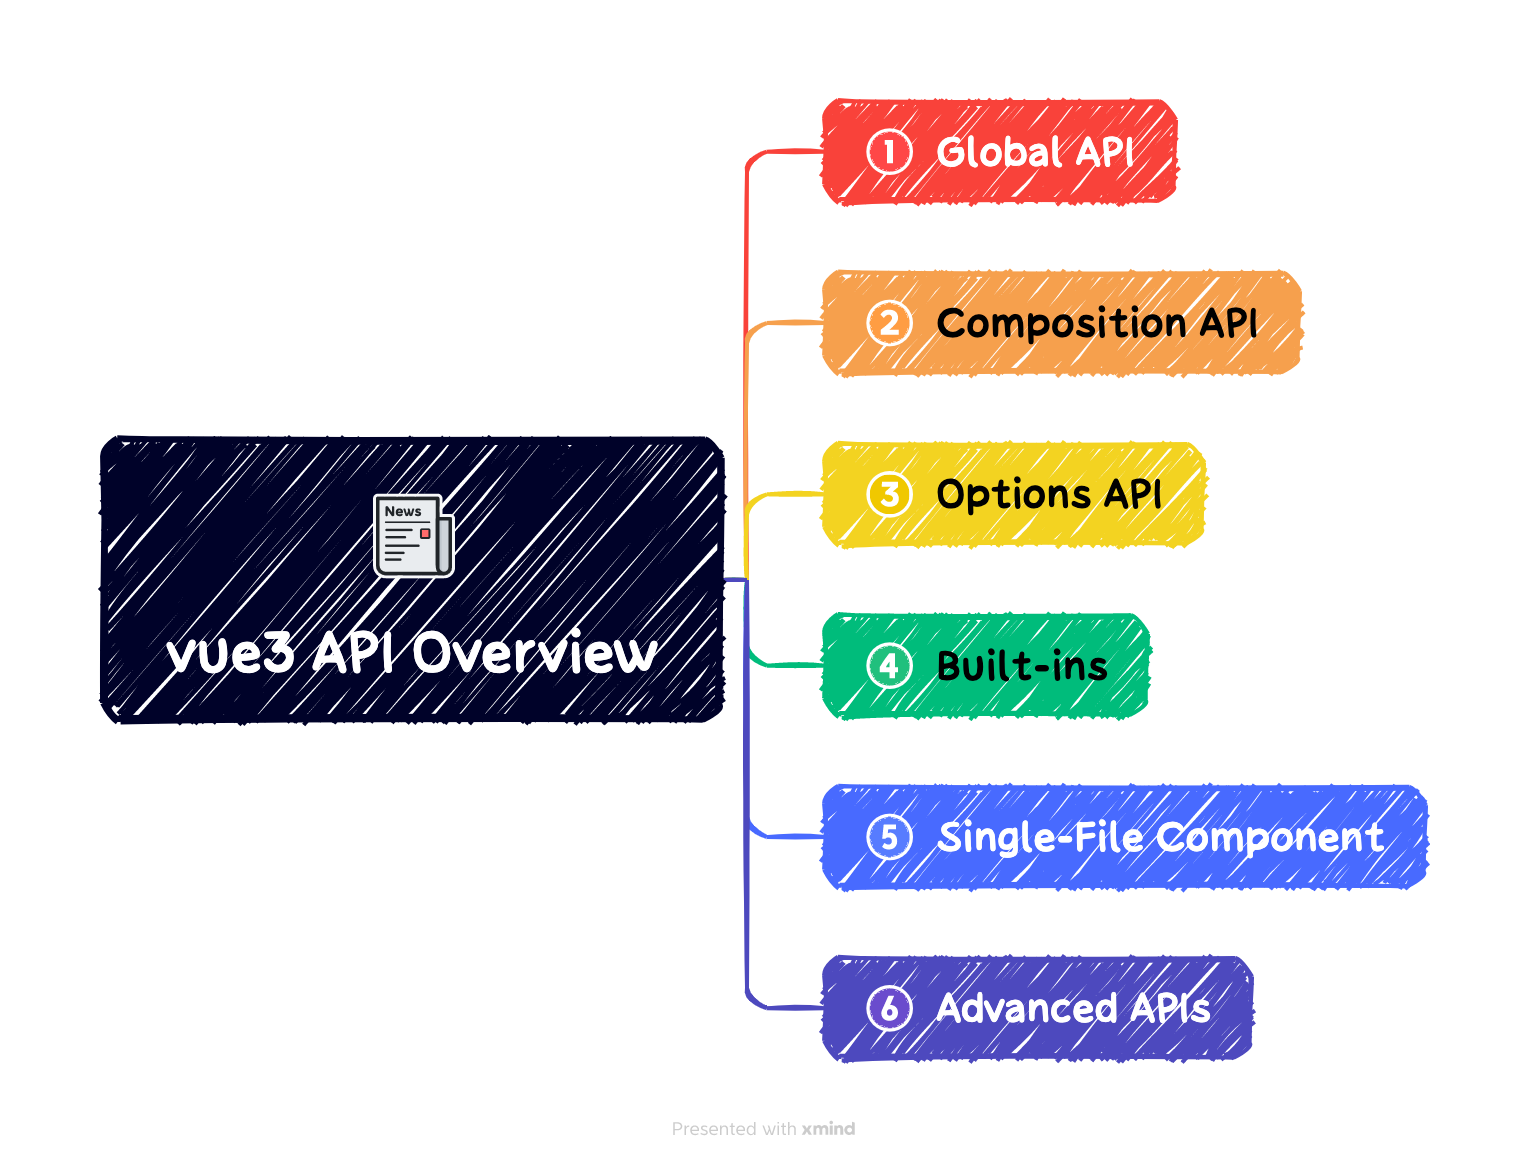 1 Global API
2 Composition API
3 Options API
News
vue3 API Overview
4 Built-ins
5 Single-File Component
6 Advanced APIs
Presented with xmind